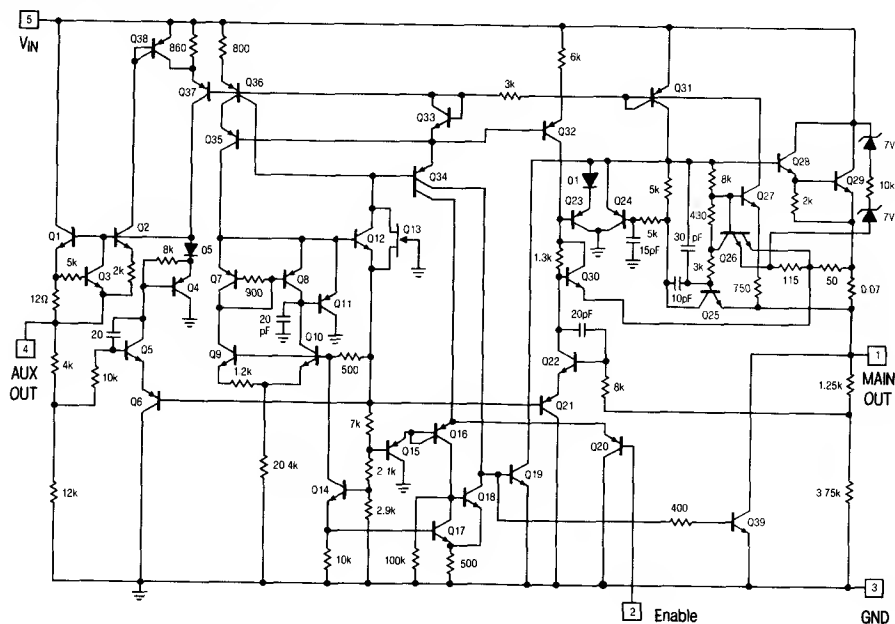 5
VIN
Q38
860
800
6k
Q37
Q36
3k
Q31
Q33
Q35
Q32
Q28
7V
Q34
D1
5k
8k
Q27
2k
Q29
10k
Q1
Q2
Q12
Q13
Q23
Q24
5k
30
pF
430
7V
8k
Q5
5k
Q3
2k
Q4
Q7
Q8
900
Q11
1.3k
Q30
15pF
3k
Q26
12Ω
20
pF
10pF
Q25
750
115
50
0.07
4
AUX OUT
20
Q5
Q9
Q10
500
20pF
Q22
1
MAIN
OUT
4k
10k
1.2k
8k
1.25k
Q6
Q21
7k
Q15
Q16
Q20
12k
20 4k
2 1k
Q14
Q18
Q19
3.75k
2.9k
Q17
400
Q39
10k
100k
500
3
GND
2
Enable